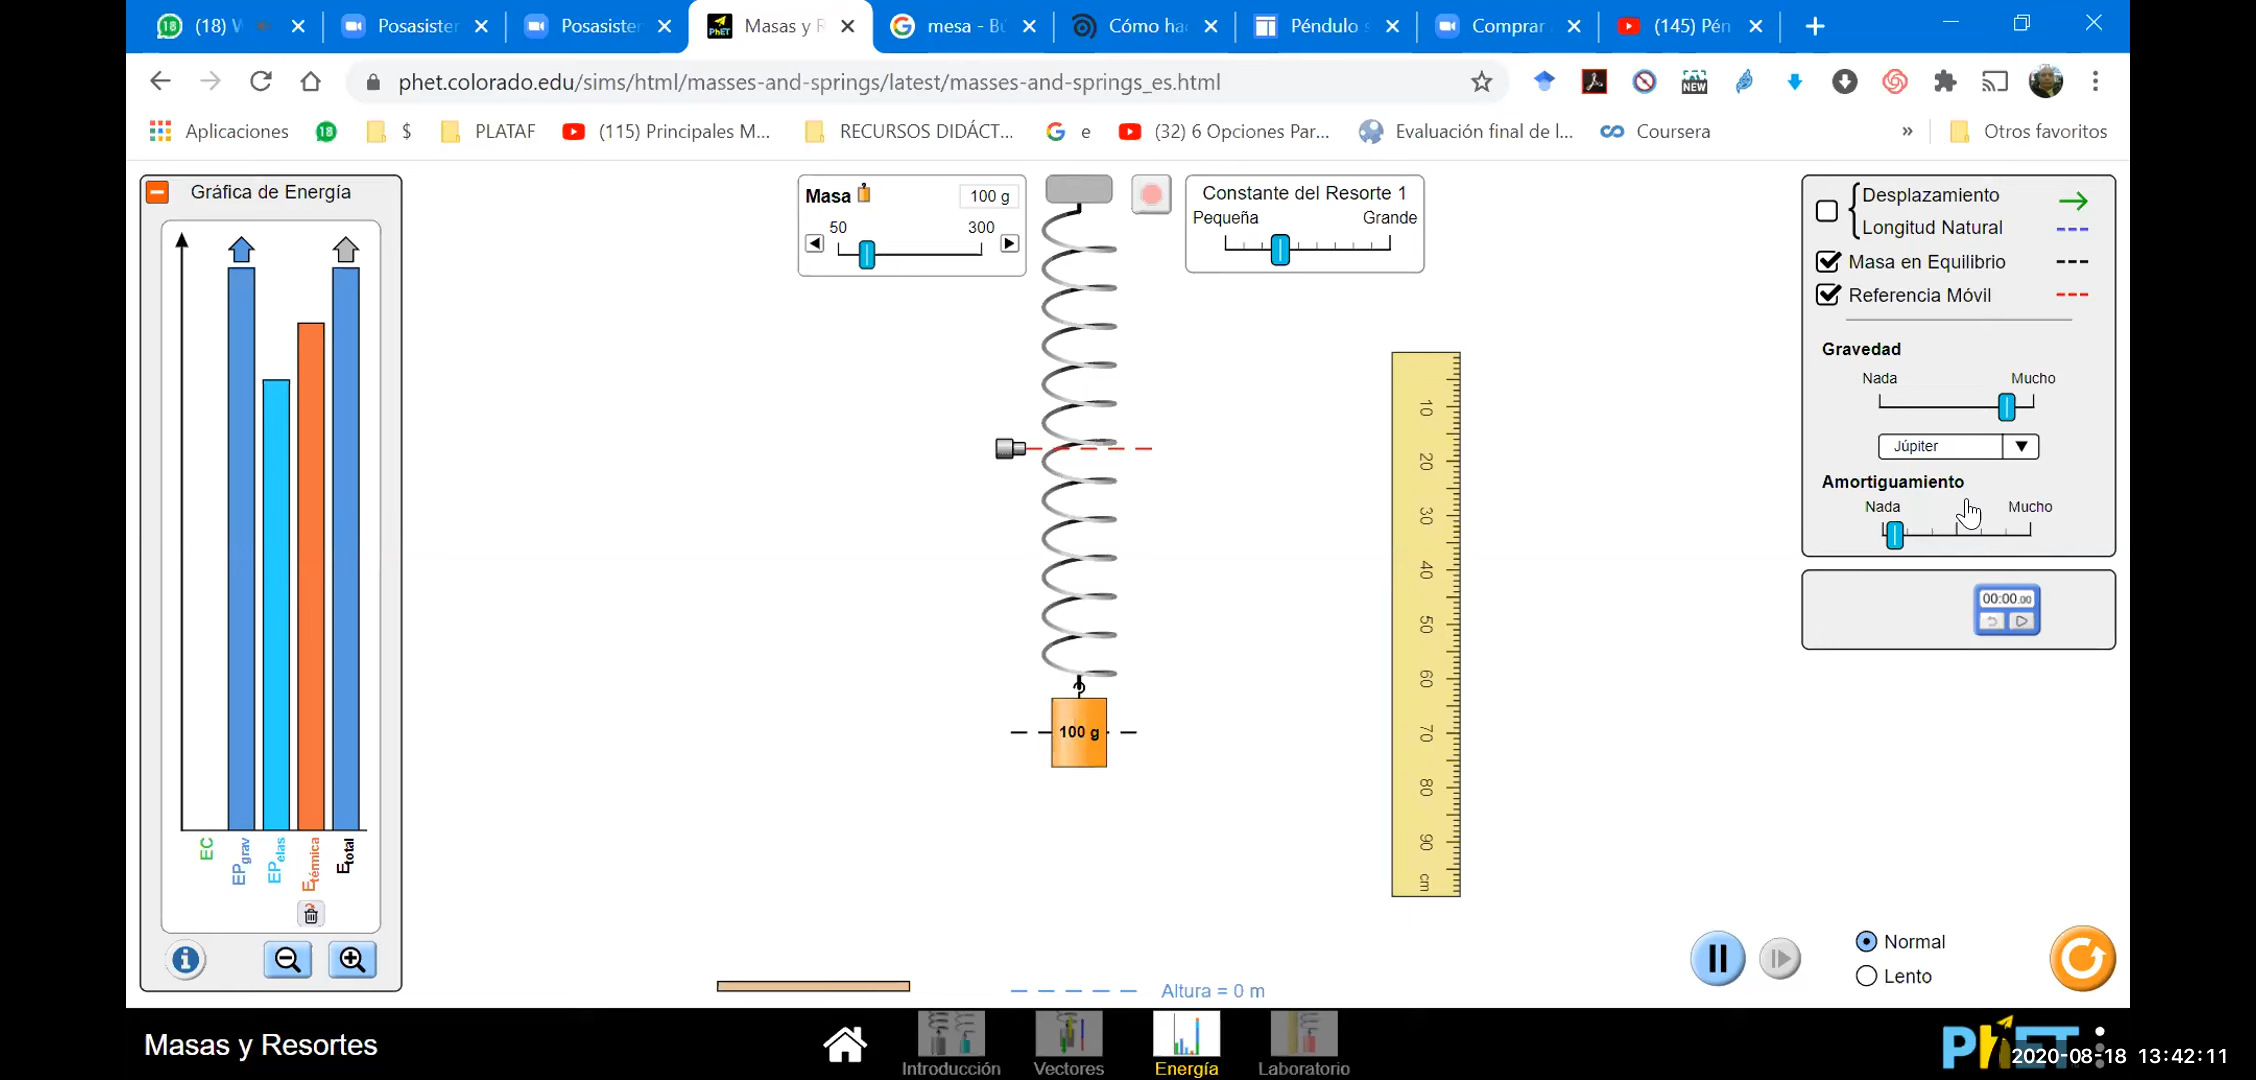 (18) W
Posasister
Posasister
Masas y R
mesa - Bú
Cómo hac
Péndulo s
Comprar
(145) Pén
phet.colorado.edu/sims/html/masses-and-springs/latest/masses-and-springs_es.html
NEW
Aplicaciones
18
$
PLATAF
(115) Principales M...
RECURSOS DIDÁCT...
e
(32) 6 Opciones Par...
Evaluación final de l...
Coursera
»
Otros favoritos
Gráfica de Energía
EC
EPgrav
EPelas
Etérmica
Etotal
Masa
100 g
50
300
Constante del Resorte 1
Pequeña
Grande
100 g
10
20
30
40
50
60
70
80
90
cm
Altura = 0 m
Desplazamiento
Longitud Natural
Masa en Equilibrio
Referencia Móvil
Gravedad
Nada
Mucho
Júpiter
Amortiguamiento
Nada
Mucho
00:00.00
Normal
Lento
Masas y Resortes
Introducción
Vectores
Energía
Laboratorio
PhET
2020-08-18 13:42:11